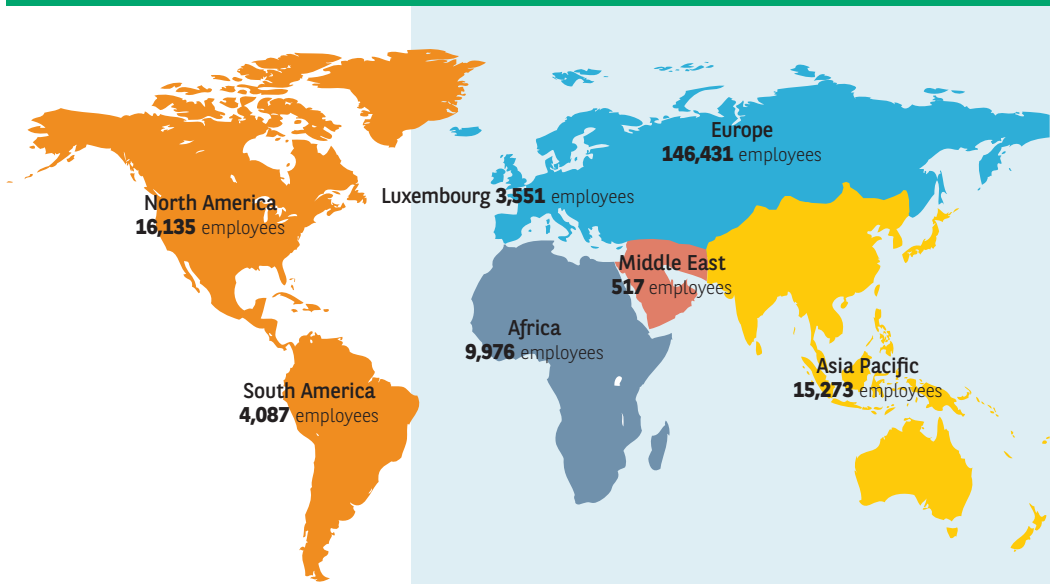 Europe
146,431 employees
Luxembourg 3,551 employees
North America
16,135 employees
Middle East
517 employees
Africa
9,976 employees
Asia Pacific
15,273 employees
South America
4,087 employees